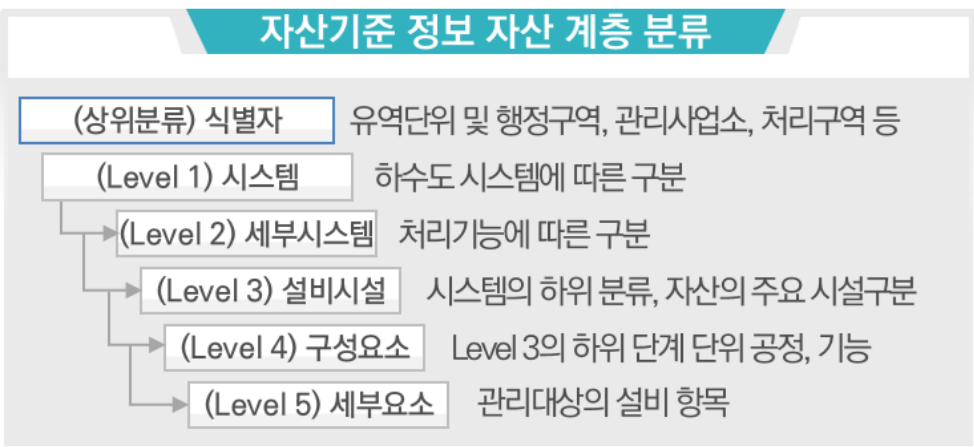 자산기준 정보 자산 계층 분류
(상위분류) 식별자 유역단위 및 행정구역, 관리사업소, 처리구역 등
(Level 1) 시스템 하수도 시스템에 따른 구분
(Level 2) 세부시스템 처리기능에 따른 구분
(Level 3) 설비시설 시스템의 하위 분류, 자산의 주요 시설구분
(Level 4) 구성요소 Level 3의 하위 단계 단위 공정, 기능
(Level 5) 세부요소 관리대상의 설비 항목